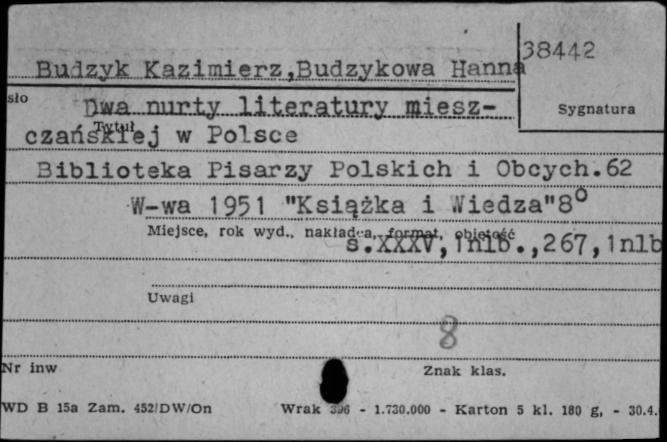 38442
Budzyk Kazimierz,Budzykowa Hanna
sło Dwa nurty literatury miesz-
Sygnatura
Tytuł
czańskiej w Polsce
Biblioteka Pisarzy Polskich i Obcych.62
W-wa 1951 "Książka i Wiedza"8°
Miejsce, rok wyd., nakładca, format, objętość
s.XXXV,1nlb.,267,1nlb
Uwagi
8
Nr inw Znak klas.
WD B 15a Zam. 452/DW/On Wrak 396 - 1.730.000 - Karton 5 kl. 180 g, - 30.4.